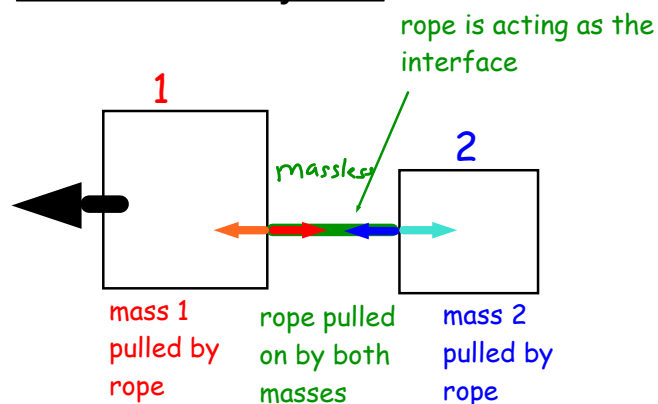 rope is acting as the
interface
1
2
massless
mass 1
pulled by
rope
rope pulled
on by both
masses
mass 2
pulled by
rope